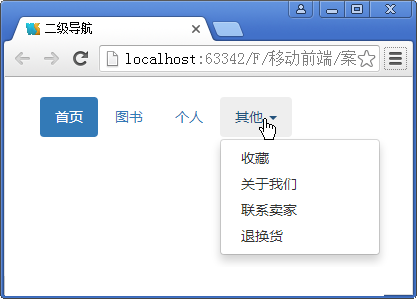 二级导航
localhost:63342/F/移动前端/案
首页 图书 个人 其他
收藏
关于我们
联系卖家
退换货